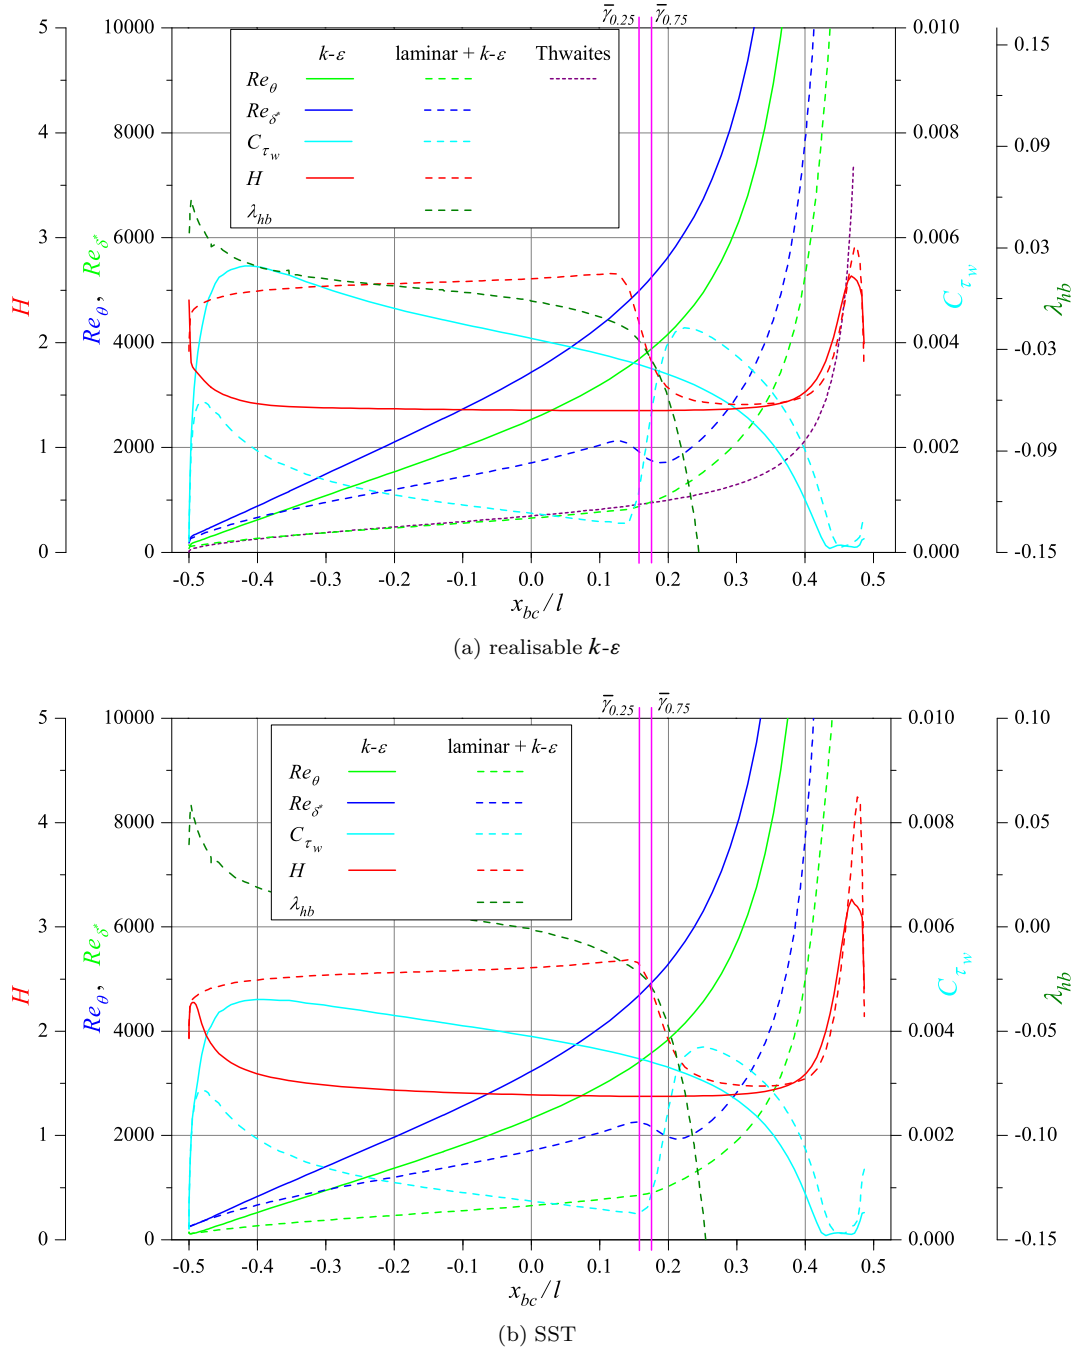 γ̅0.25 γ̅0.75
5 10000 0.010 0.15
k-ε laminar + k-ε Thwaites
Reθ
Reδ*
Cτw
H
λhb
4 8000 0.008 0.09
3 6000 0.006 0.03
H Reθ, Reδ* Cτw λhb
2 4000 0.004 -0.03
1 2000 0.002 -0.09
0 0 0.000 -0.15
-0.5 -0.4 -0.3 -0.2 -0.1 0.0 0.1 0.2 0.3 0.4 0.5
xbc / l
(a) realisable k-ε
γ̅0.25 γ̅0.75
5 10000 0.010 0.10
k-ε laminar + k-ε
Reθ
Reδ*
Cτw
H
λhb
4 8000 0.008 0.05
3 6000 0.006 0.00
H Reθ, Reδ* Cτw λhb
2 4000 0.004 -0.05
1 2000 0.002 -0.10
0 0 0.000 -0.15
-0.5 -0.4 -0.3 -0.2 -0.1 0.0 0.1 0.2 0.3 0.4 0.5
xbc / l
(b) SST